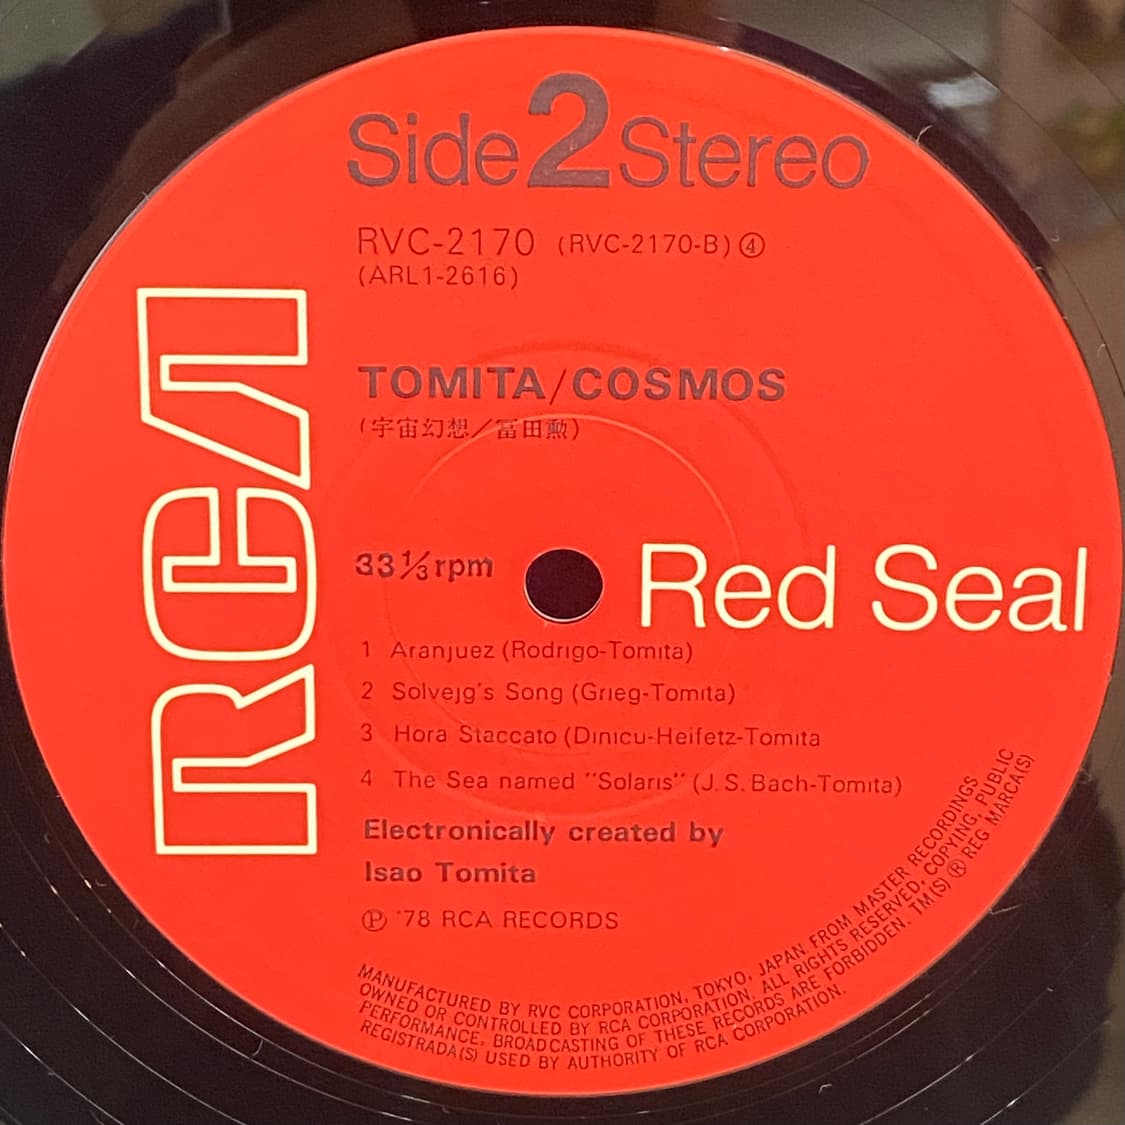 Side 2 Stereo
RVC-2170 (RVC-2170-B) ④
(ARL1-2616)
TOMITA/COSMOS
(宇宙幻想／冨田勲)
33⅓rpm
RCA
Red Seal
1 Aranjuez (Rodrigo-Tomita)
2 Solvejg's Song (Grieg-Tomita)
3 Hora Staccato (Dinicu-Heifetz-Tomita
4 The Sea named "Solaris" (J.S.Bach-Tomita)
Electronically created by
Isao Tomita
℗ '78 RCA RECORDS
MANUFACTURED BY RVC CORPORATION, TOKYO, JAPAN. FROM MASTER RECORDINGS
OWNED OR CONTROLLED BY RCA CORPORATION. ALL RIGHTS RESERVED. COPYING, PUBLIC
PERFORMANCE, BROADCASTING OF THESE RECORDS ARE FORBIDDEN. TM(S) ® REG MARCA(S)
REGISTRADA(S) USED BY AUTHORITY OF RCA CORPORATION.